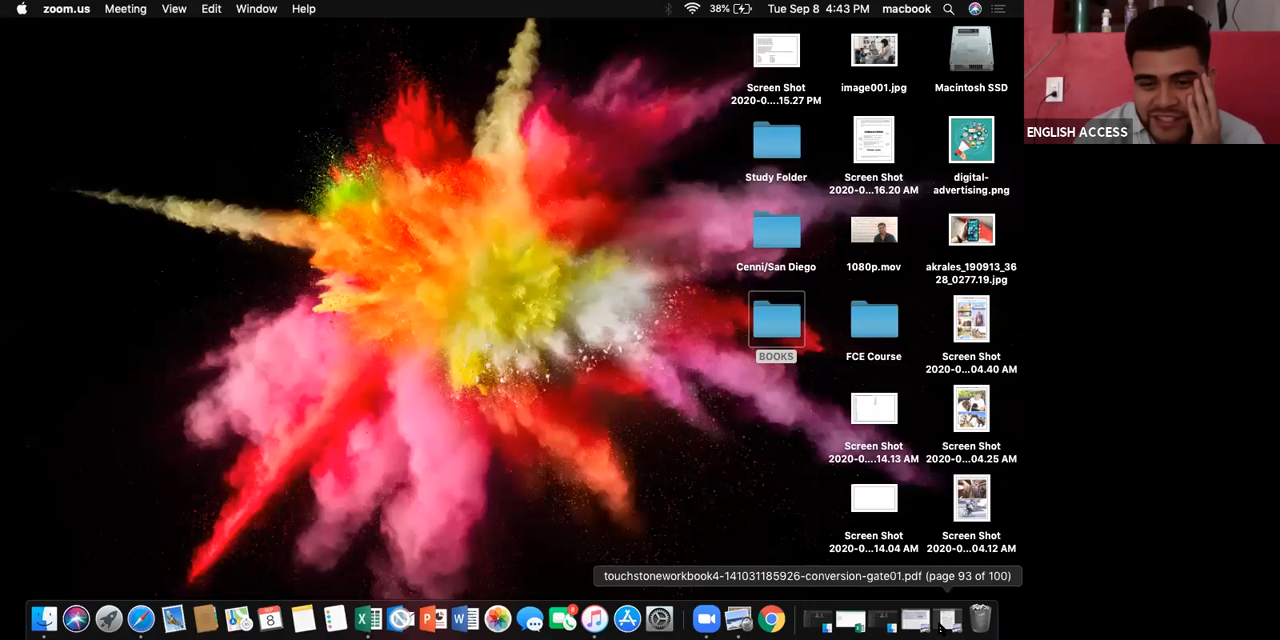 zoom.us Meeting View Edit Window Help 38% Tue Sep 8 4:43 PM macbook
Screen Shot
2020-0....15.27 PM
image001.jpg
Macintosh SSD
ENGLISH ACCESS
Study Folder
Screen Shot
2020-0...16.20 AM
digital-
advertising.png
Cenni/San Diego
1080p.mov
akrales_190913_36
28_0277.19.jpg
BOOKS
FCE Course
Screen Shot
2020-0....04.40 AM
Screen Shot
2020-0....14.13 AM
Screen Shot
2020-0...04.25 AM
Screen Shot
2020-0...14.04 AM
Screen Shot
2020-0...04.12 AM
touchstoneworkbook4-141031185926-conversion-gate01.pdf (page 93 of 100)